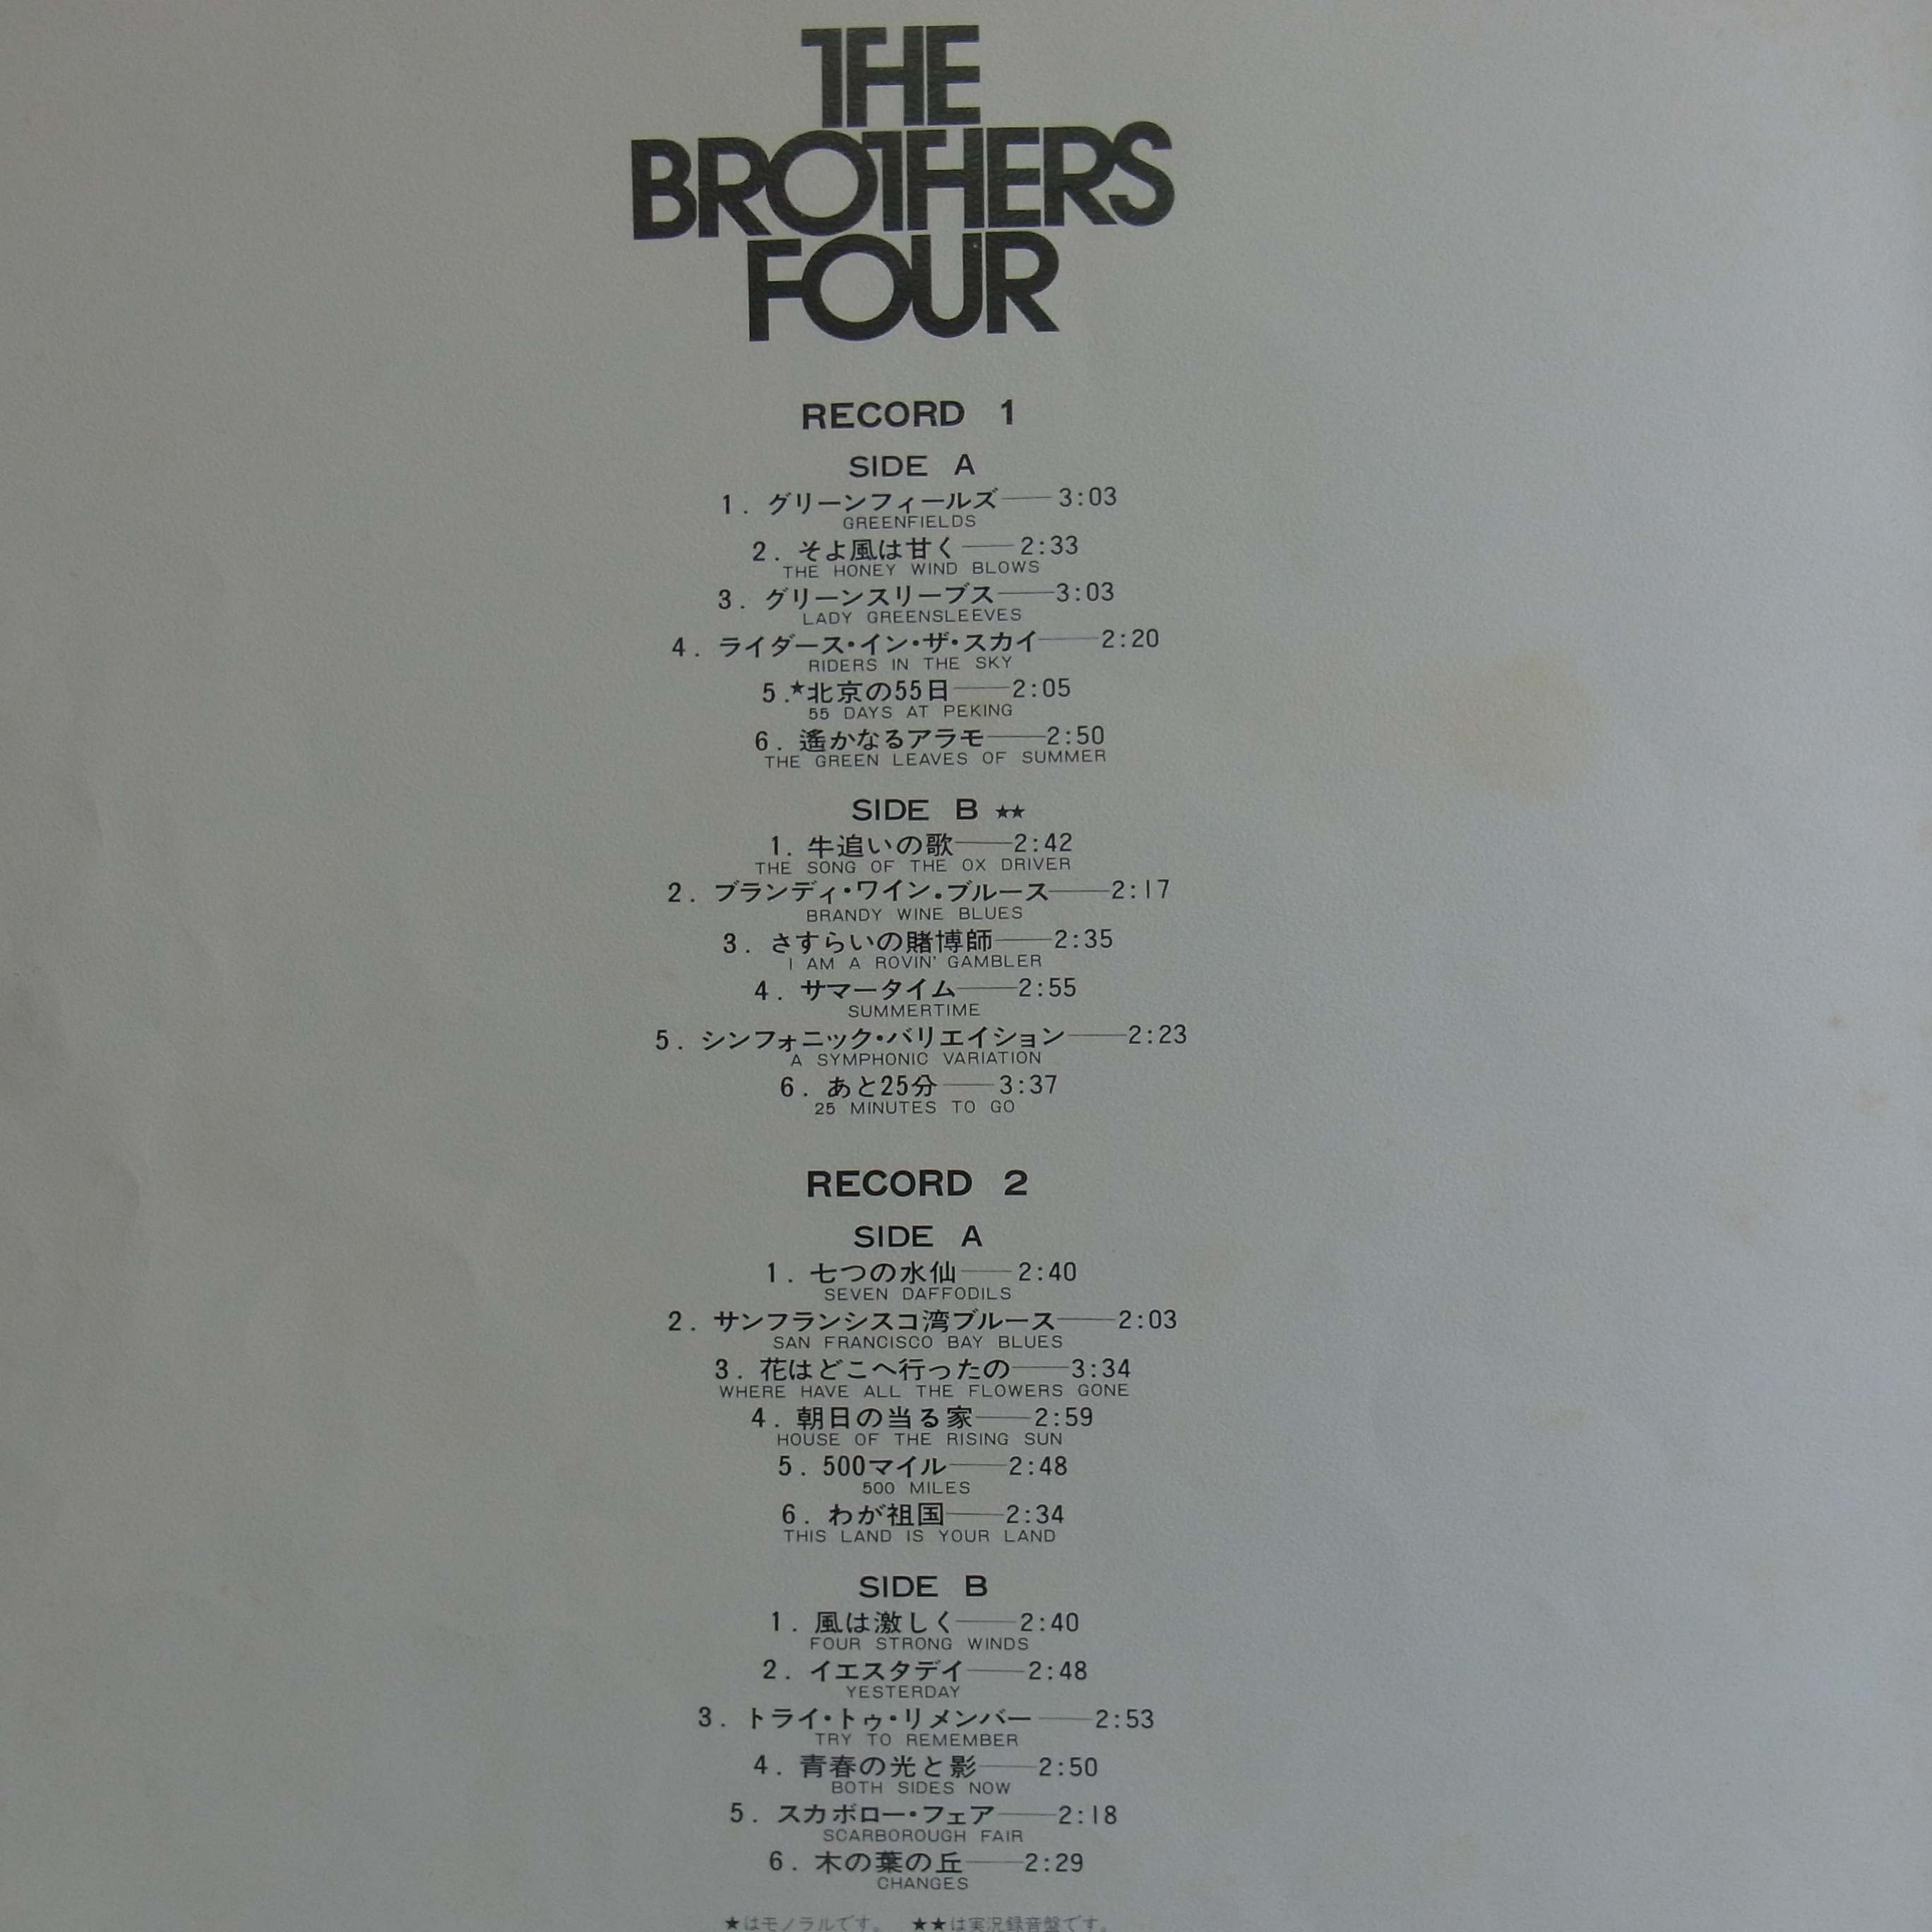 THE
BROTHERS
FOUR
RECORD 1
SIDE A
1. グリーンフィールズ──3:03
GREENFIELDS
2. そよ風は甘く──2:33
THE HONEY WIND BLOWS
3. グリーンスリーブス──3:03
LADY GREENSLEEVES
4. ライダース・イン・ザ・スカイ──2:20
RIDERS IN THE SKY
5.★北京の55日──2:05
55 DAYS AT PEKING
6. 遙かなるアラモ──2:50
THE GREEN LEAVES OF SUMMER
SIDE B ★★
1. 牛追いの歌──2:42
THE SONG OF THE OX DRIVER
2. ブランディ・ワイン・ブルース──2:17
BRANDY WINE BLUES
3. さすらいの賭博師──2:35
I AM A ROVIN' GAMBLER
4. サマータイム──2:55
SUMMERTIME
5. シンフォニック・バリエイション──2:23
A SYMPHONIC VARIATION
6. あと25分──3:37
25 MINUTES TO GO
RECORD 2
SIDE A
1. 七つの水仙──2:40
SEVEN DAFFODILS
2. サンフランシスコ湾ブルース──2:03
SAN FRANCISCO BAY BLUES
3. 花はどこへ行ったの──3:34
WHERE HAVE ALL THE FLOWERS GONE
4. 朝日の当る家──2:59
HOUSE OF THE RISING SUN
5. 500マイル──2:48
500 MILES
6. わが祖国──2:34
THIS LAND IS YOUR LAND
SIDE B
1. 風は激しく──2:40
FOUR STRONG WINDS
2. イエスタデイ──2:48
YESTERDAY
3. トライ・トゥ・リメンバー──2:53
TRY TO REMEMBER
4. 青春の光と影──2:50
BOTH SIDES NOW
5. スカボロー・フェア──2:18
SCARBOROUGH FAIR
6. 木の葉の丘──2:29
CHANGES
★はモノラルです。 ★★は実況録音盤です。